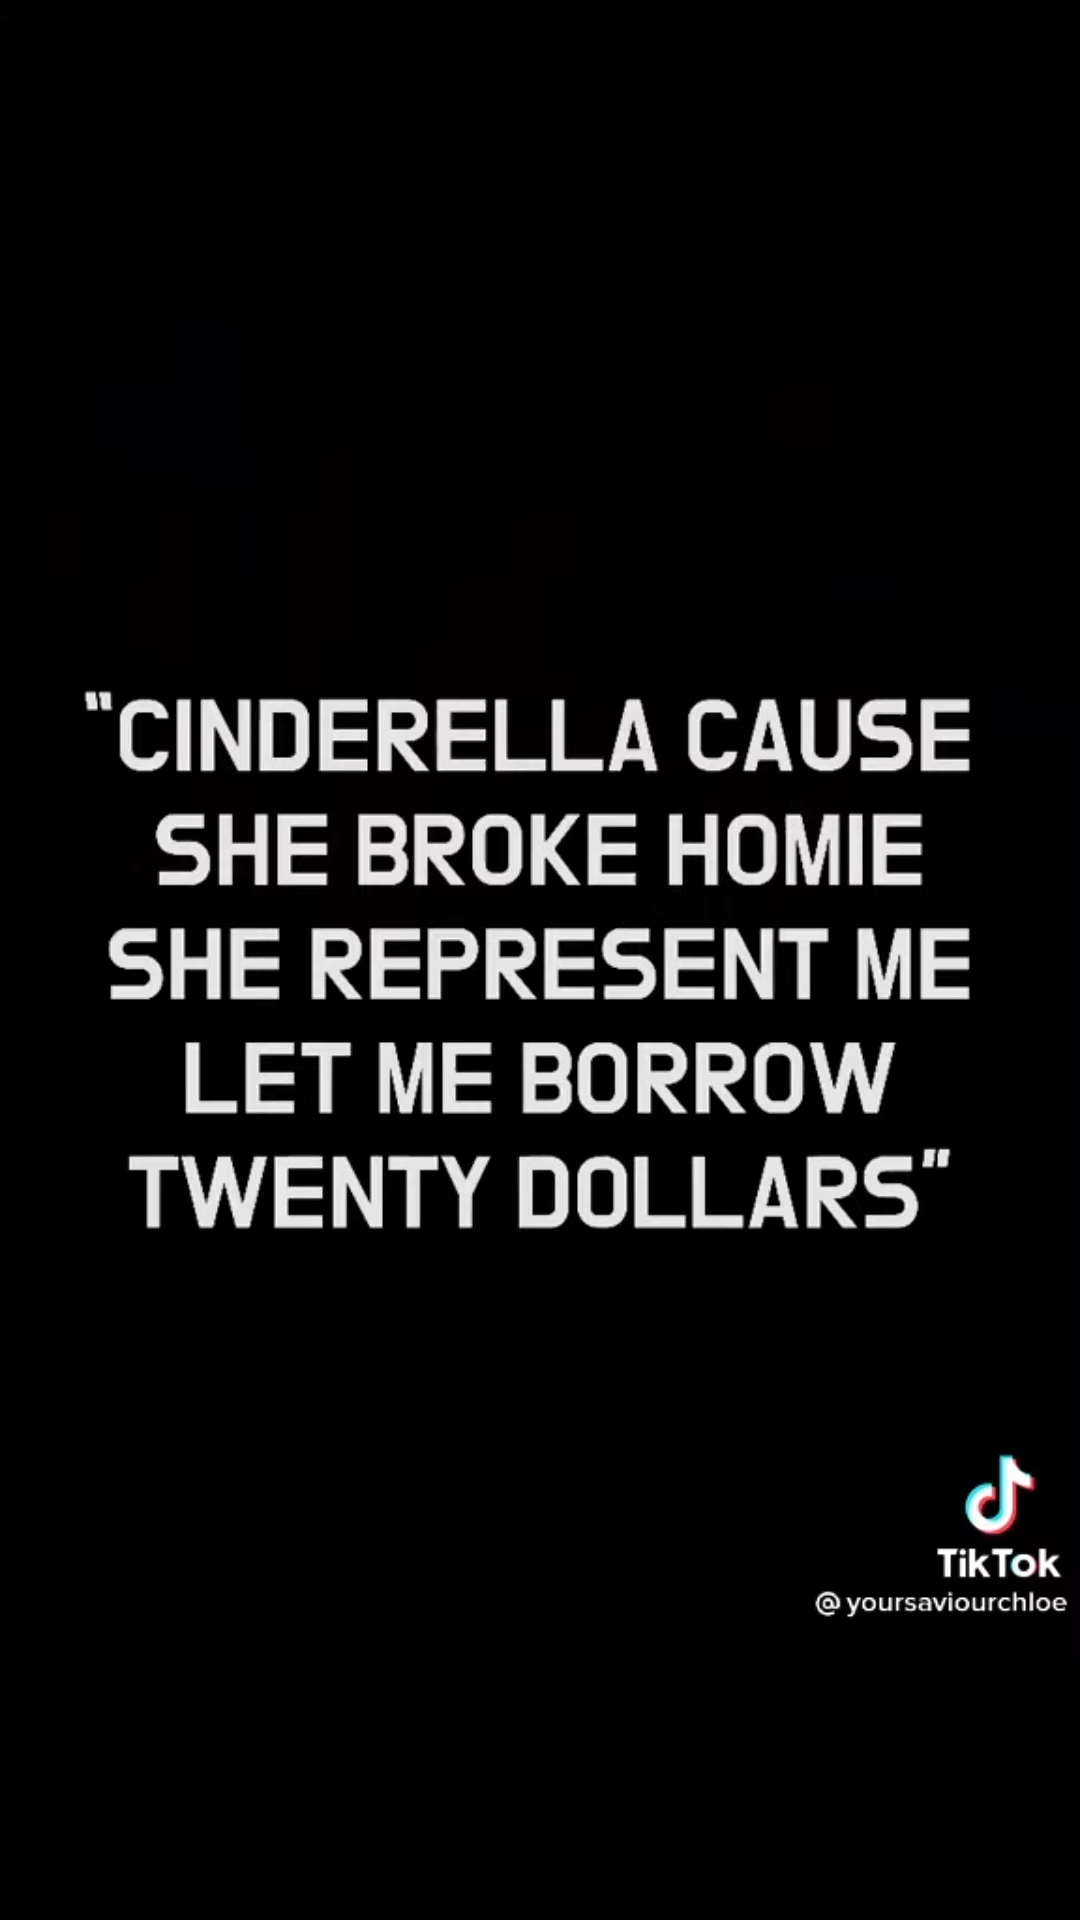 "CINDERELLA CAUSE
SHE BROKE HOMIE
SHE REPRESENT ME
LET ME BORROW
TWENTY DOLLARS"
TikTok
@yoursaviourchloe